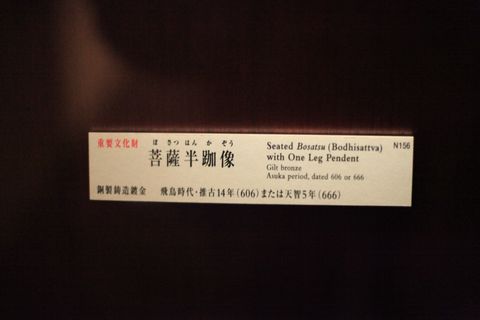 重要文化財
ぼさつはんかぞう
菩薩半跏像
銅製鋳造鍍金 飛鳥時代・推古14年(606)または天智5年(666)
Seated Bosatsu (Bodhisattva)
with One Leg Pendent
Gilt bronze
Asuka period, dated 606 or 666
N156